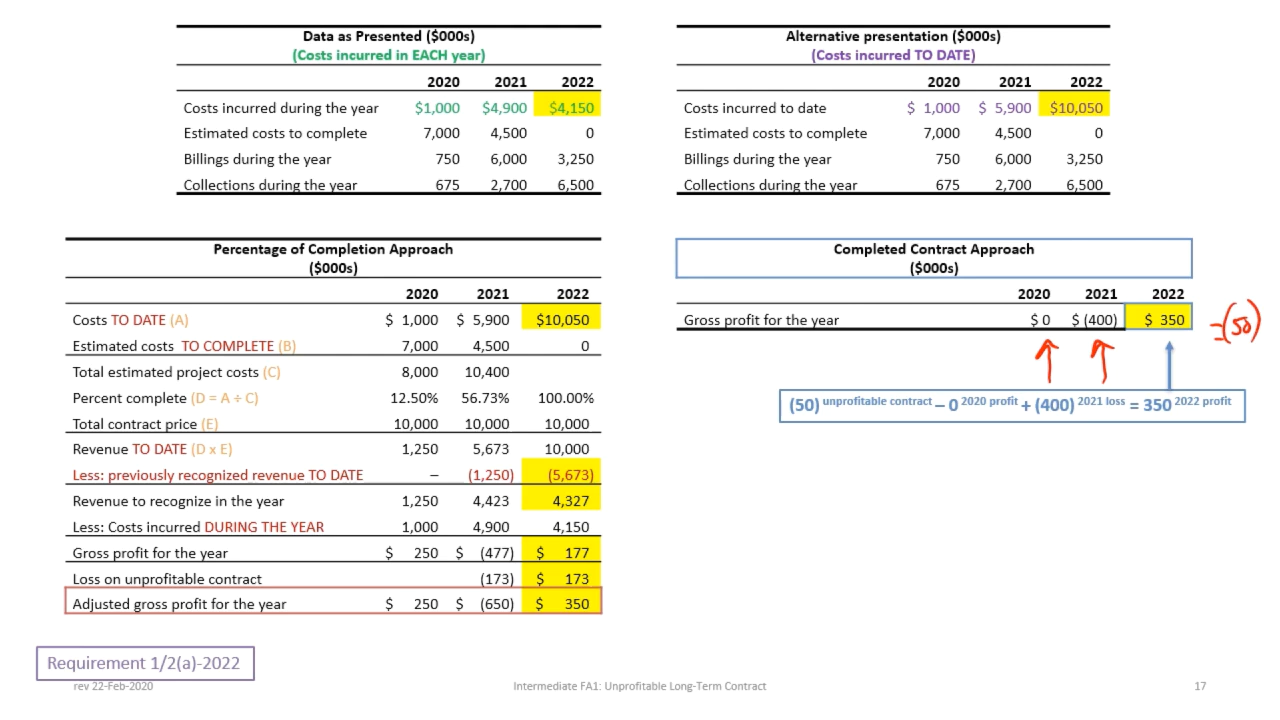 Data as Presented ($000s)
(Costs incurred in EACH year)
2020 2021 2022
Costs incurred during the year $1,000 $4,900 $4,150
Estimated costs to complete 7,000 4,500 0
Billings during the year 750 6,000 3,250
Collections during the year 675 2,700 6,500
Alternative presentation ($000s)
(Costs incurred TO DATE)
2020 2021 2022
Costs incurred to date $ 1,000 $ 5,900 $10,050
Estimated costs to complete 7,000 4,500 0
Billings during the year 750 6,000 3,250
Collections during the year 675 2,700 6,500
Percentage of Completion Approach
($000s)
2020 2021 2022
Costs TO DATE (A) $ 1,000 $ 5,900 $10,050
Estimated costs TO COMPLETE (B) 7,000 4,500 0
Total estimated project costs (C) 8,000 10,400
Percent complete (D = A ÷ C) 12.50% 56.73% 100.00%
Total contract price (E) 10,000 10,000 10,000
Revenue TO DATE (D x E) 1,250 5,673 10,000
Less: previously recognized revenue TO DATE – (1,250) (5,673)
Revenue to recognize in the year 1,250 4,423 4,327
Less: Costs incurred DURING THE YEAR 1,000 4,900 4,150
Gross profit for the year $ 250 $ (477) $ 177
Loss on unprofitable contract (173) $ 173
Adjusted gross profit for the year $ 250 $ (650) $ 350
Completed Contract Approach
($000s)
2020 2021 2022
Gross profit for the year $ 0 $ (400) $ 350 =(50)
(50) unprofitable contract – 0 2020 profit + (400) 2021 loss = 350 2022 profit
Requirement 1/2(a)-2022
rev 22-Feb-2020 Intermediate FA1: Unprofitable Long-Term Contract 17